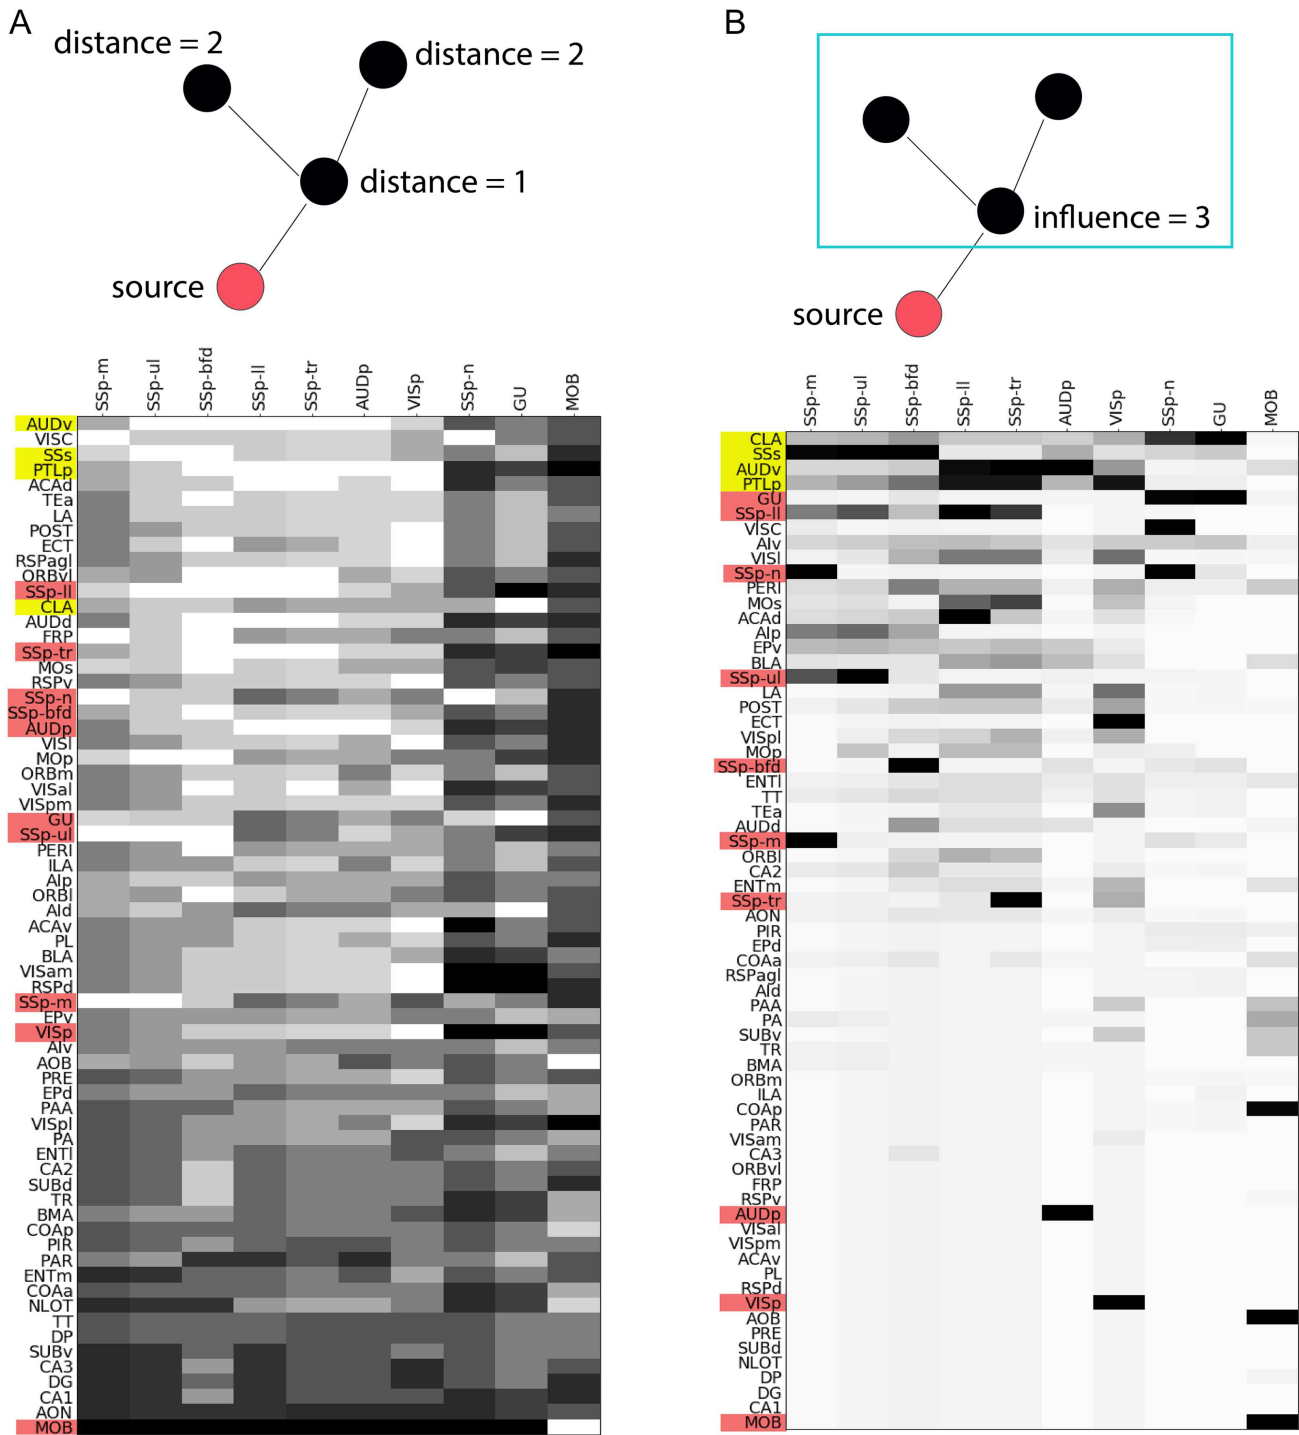 A
distance = 2
distance = 2
distance = 1
source
SSp-m
SSp-ul
SSp-bfd
SSp-ll
SSp-tr
AUDp
VISp
SSp-n
GU
MOB
AUDv
VISC
SSs
PTLp
ACAd
TEa
LA
POST
ECT
RSPagl
ORBvl
SSp-ll
CLA
AUDd
FRP
SSp-tr
MOs
RSPv
SSp-n
SSp-bfd
AUDp
VISl
MOp
ORBm
VISal
VISpm
GU
SSp-ul
PERI
ILA
AIp
ORBl
AId
ACAv
PL
BLA
VISam
RSPd
SSp-m
EPv
VISp
AIv
AOB
PRE
EPd
PAA
VISpl
PA
ENTl
CA2
SUBd
TR
BMA
COAp
PIR
PAR
ENTm
COAa
NLOT
TT
DP
SUBv
CA3
DG
CA1
AON
MOB
B
influence = 3
source
SSp-m
SSp-ul
SSp-bfd
SSp-ll
SSp-tr
AUDp
VISp
SSp-n
GU
MOB
CLA
SSs
AUDv
PTLp
GU
SSp-ll
VISC
AIv
VISl
SSp-n
PERI
MOs
ACAd
AIp
EPv
BLA
SSp-ul
LA
POST
ECT
VISpl
MOp
SSp-bfd
ENTl
TT
TEa
AUDd
SSp-m
ORBl
CA2
ENTm
SSp-tr
AON
PIR
EPd
COAa
RSPagl
AId
PAA
PA
SUBv
TR
BMA
ORBm
ILA
COAp
PAR
VISam
CA3
ORBvl
FRP
RSPv
AUDp
VISal
VISpm
ACAv
PL
RSPd
VISp
AOB
PRE
SUBd
NLOT
DP
DG
CA1
MOB